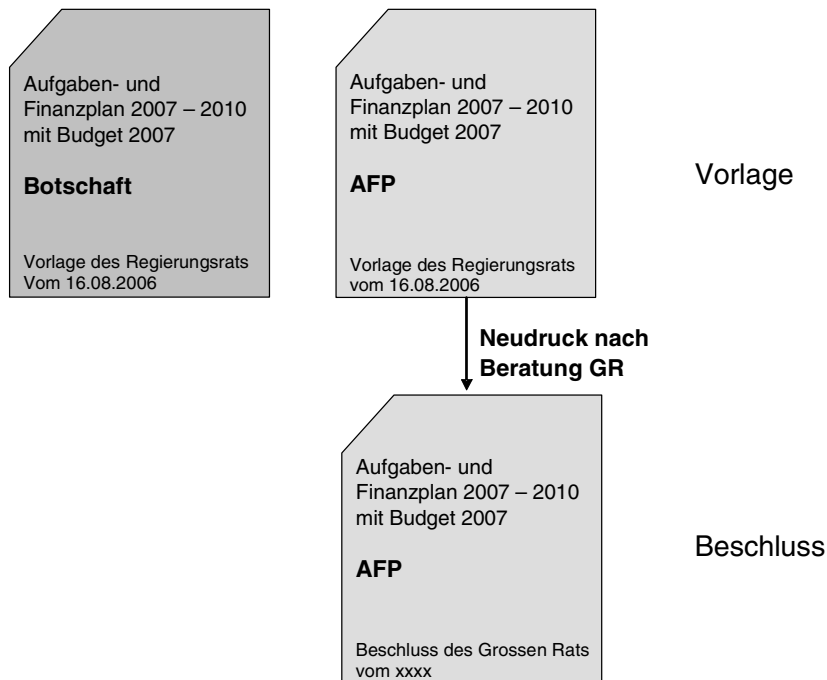 Aufgaben- und
Finanzplan 2007 – 2010
mit Budget 2007
Botschaft
Vorlage des Regierungsrats
Vom 16.08.2006
Aufgaben- und
Finanzplan 2007 – 2010
mit Budget 2007
AFP
Vorlage des Regierungsrats
vom 16.08.2006
Vorlage
Neudruck nach
Beratung GR
Aufgaben- und
Finanzplan 2007 – 2010
mit Budget 2007
AFP
Beschluss des Grossen Rats
vom xxxx
Beschluss